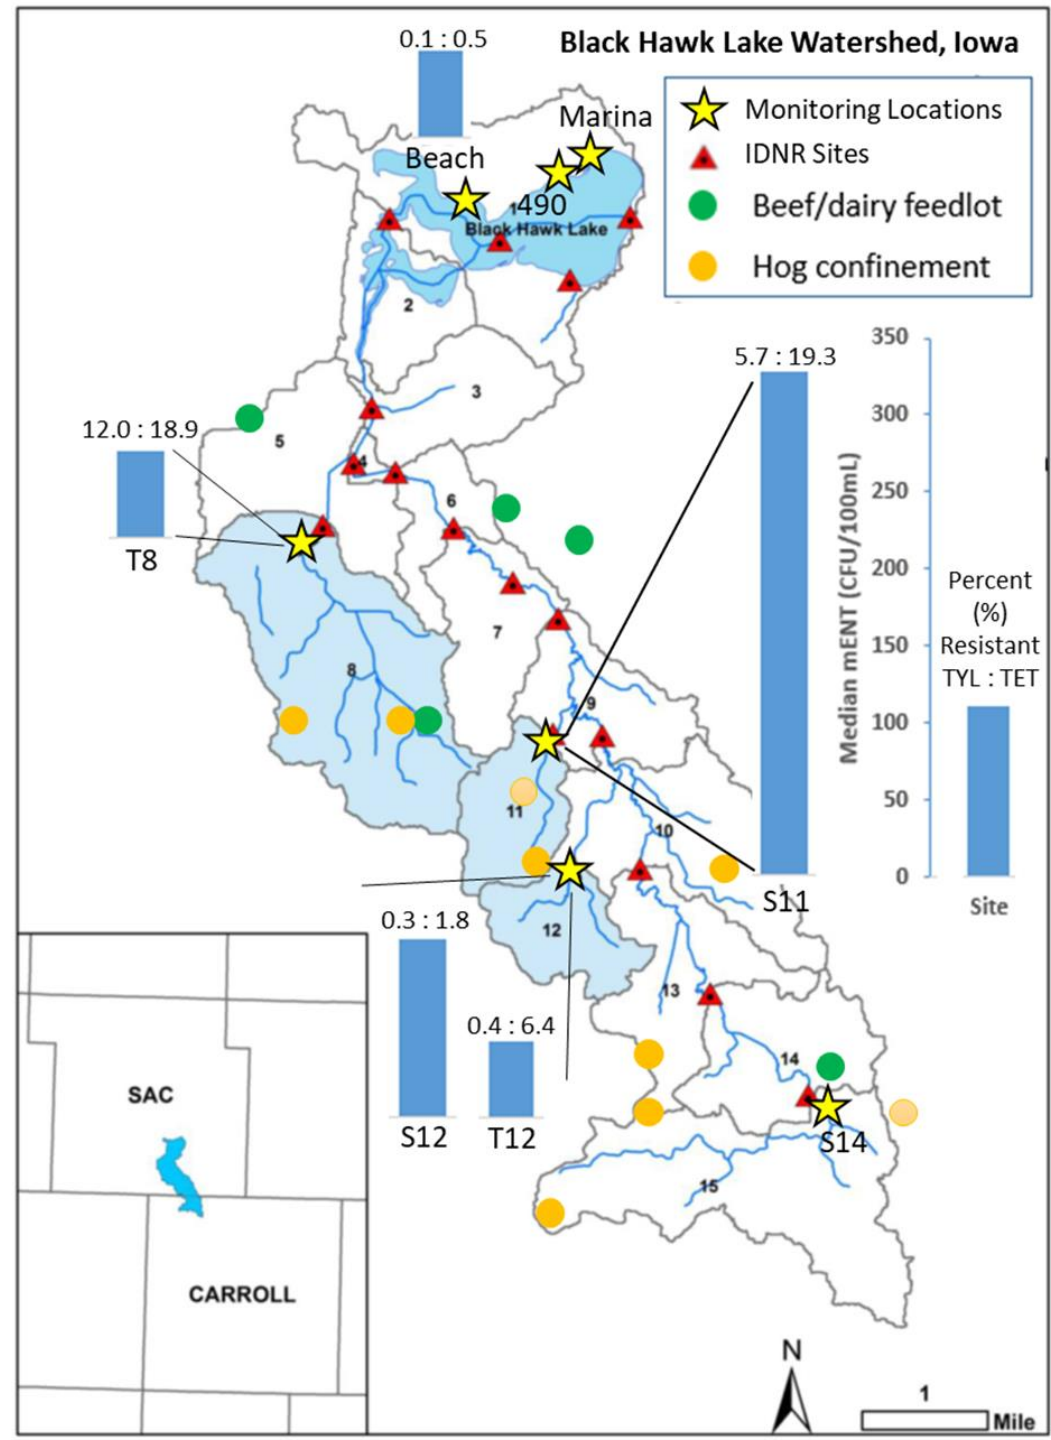 0.1 : 0.5
Black Hawk Lake Watershed, Iowa
Monitoring Locations
IDNR Sites
Beef/dairy feedlot
Hog confinement
Marina
Beach
490
1
Black Hawk Lake
2
3
5
4
6
7
8
9
10
11
12
13
14
15
12.0 : 18.9
T8
5.7 : 19.3
S11
350
300
250
200
150
100
50
0
Median mENT (CFU/100mL)
Percent
(%)
Resistant
TYL : TET
Site
0.3 : 1.8
S12
0.4 : 6.4
T12
S14
SAC
CARROLL
N
1
Mile